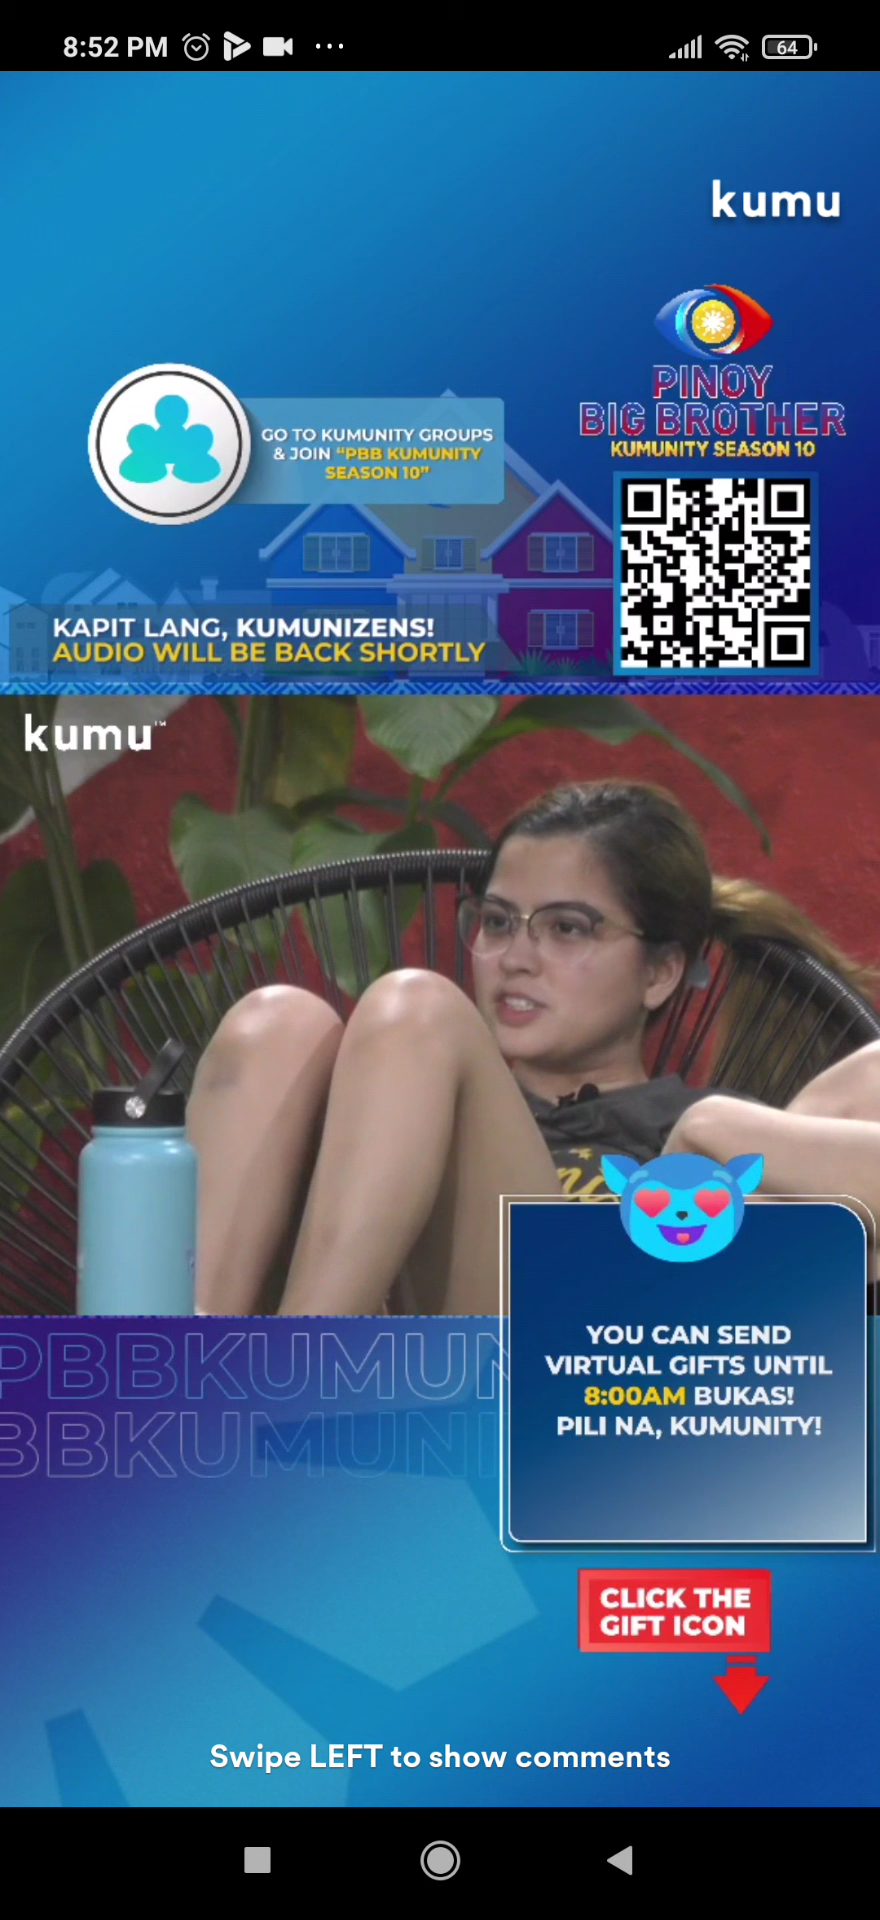 8:52 PM
64
kumu
PINOY
BIG BROTHER
KUMUNITY SEASON 10
GO TO KUMUNITY GROUPS
& JOIN “PBB KUMUNITY
SEASON 10”
KAPIT LANG, KUMUNIZENS!
AUDIO WILL BE BACK SHORTLY
kumu™
PBBKUMUN
BBKUMUNI
YOU CAN SEND
VIRTUAL GIFTS UNTIL
8:00AM BUKAS!
PILI NA, KUMUNITY!
CLICK THE
GIFT ICON
Swipe LEFT to show comments